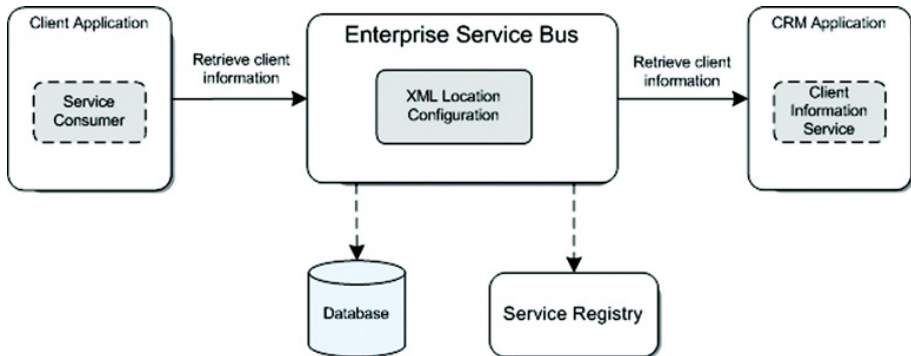 Client Application
Service
Consumer
Retrieve client
information
Enterprise Service Bus
XML Location
Configuration
Retrieve client
information
CRM Application
Client
Information
Service
Database
Service Registry